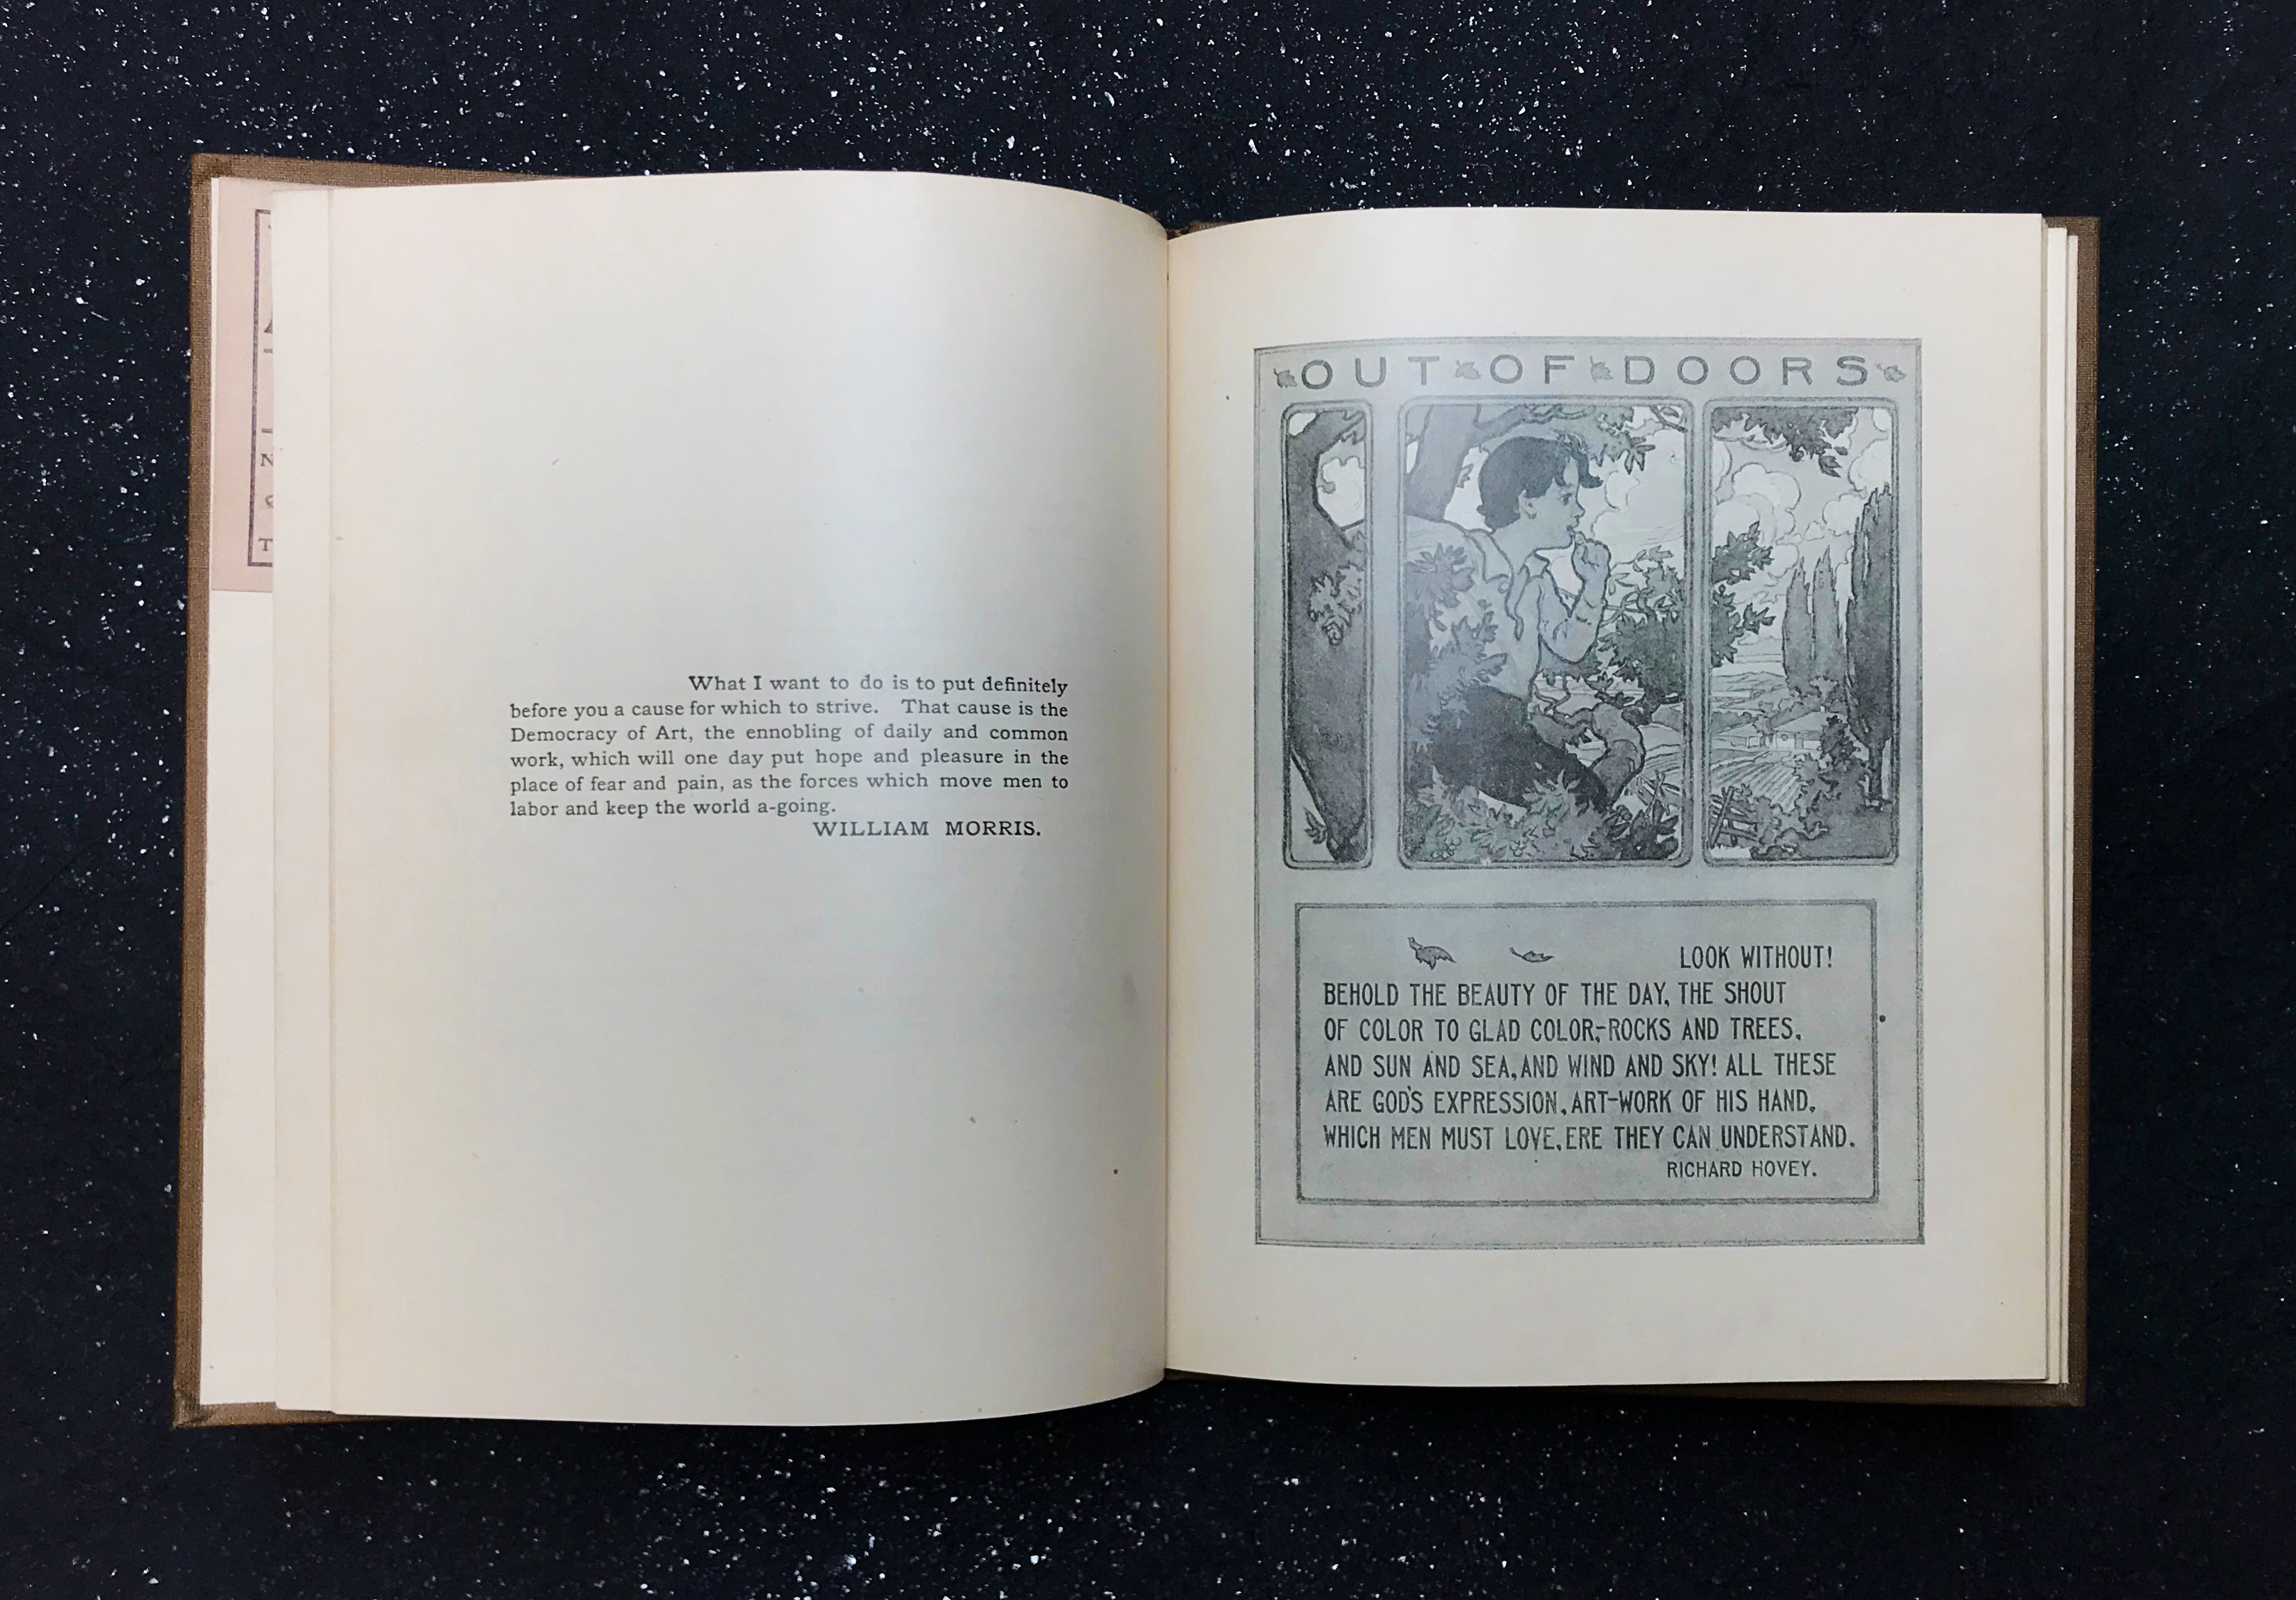 N
T
What I want to do is to put definitely
before you a cause for which to strive. That cause is the
Democracy of Art, the ennobling of daily and common
work, which will one day put hope and pleasure in the
place of fear and pain, as the forces which move men to
labor and keep the world a-going.
WILLIAM MORRIS.
OUT OF DOORS
LOOK WITHOUT!
BEHOLD THE BEAUTY OF THE DAY, THE SHOUT
OF COLOR TO GLAD COLOR,-ROCKS AND TREES,
AND SUN AND SEA, AND WIND AND SKY! ALL THESE
ARE GOD'S EXPRESSION, ART-WORK OF HIS HAND,
WHICH MEN MUST LOVE, ERE THEY CAN UNDERSTAND.
RICHARD HOVEY.